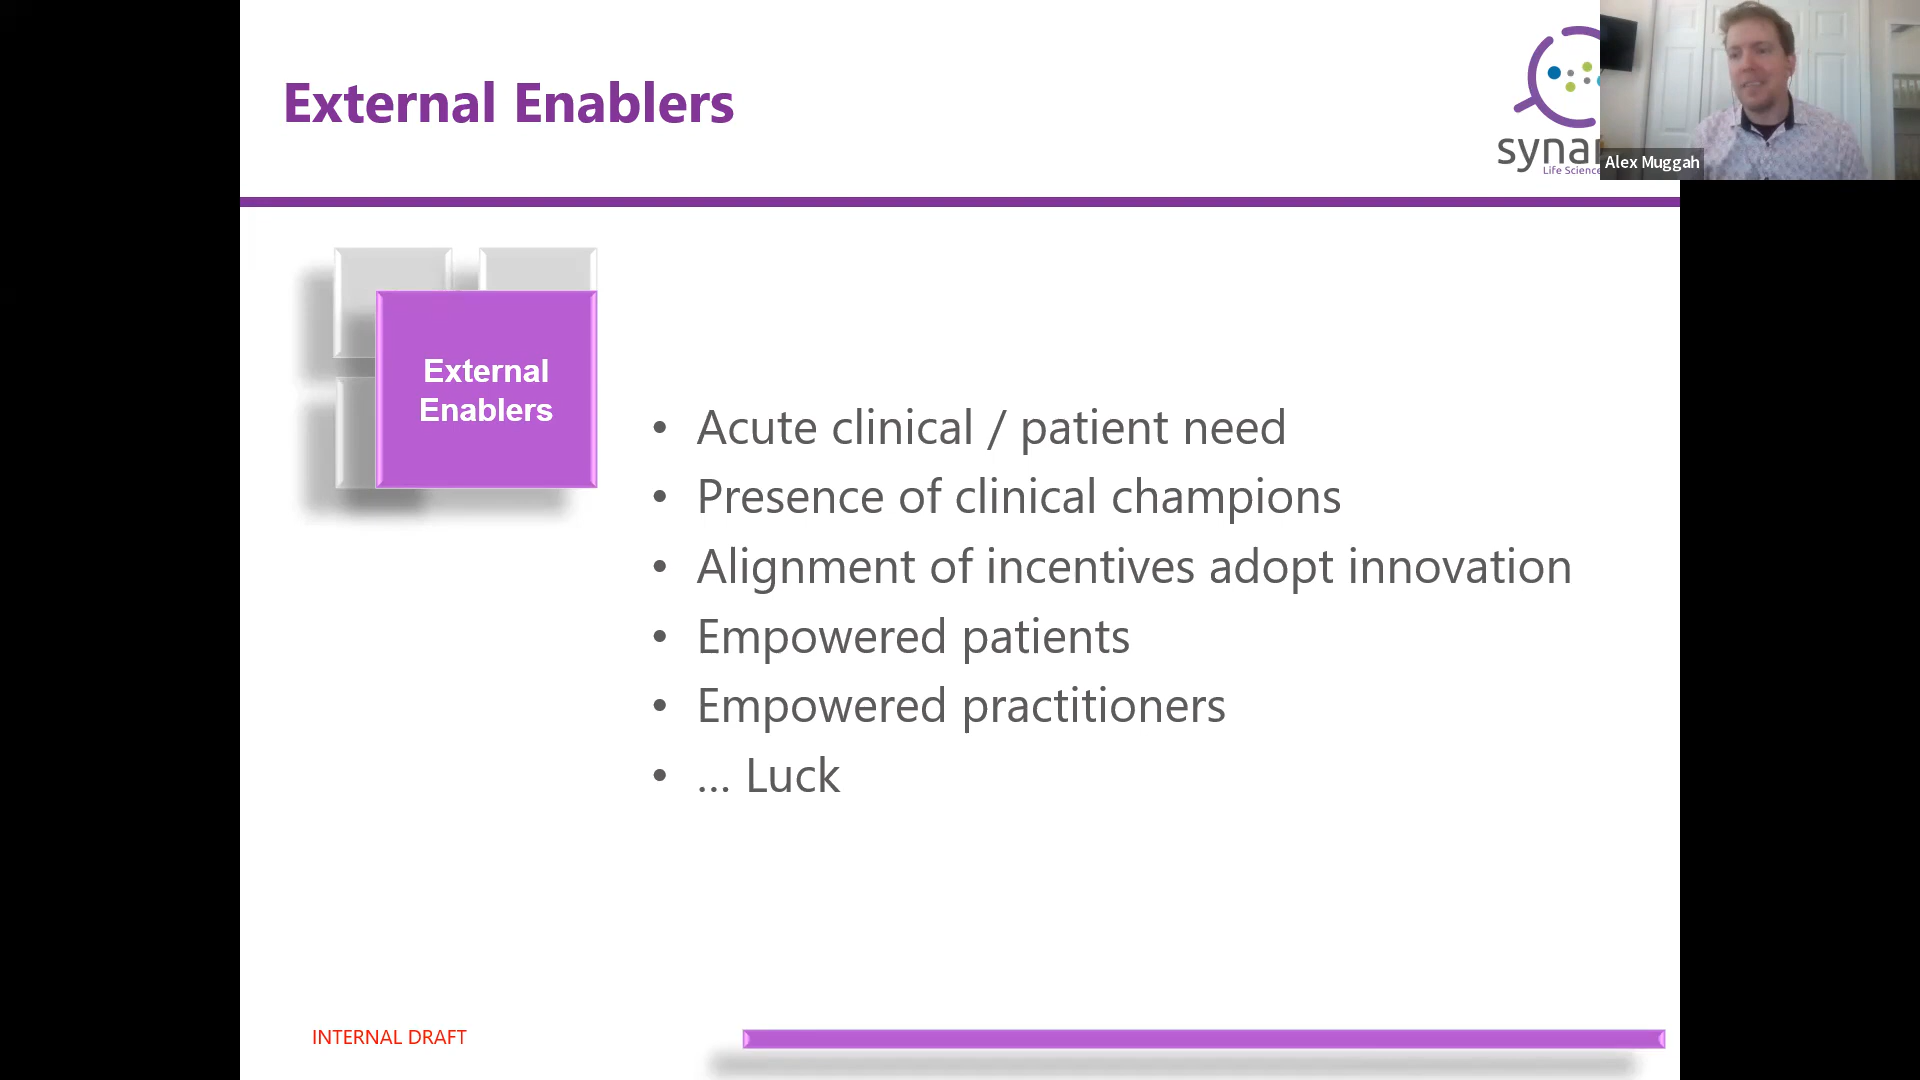 External Enablers
syna
Life Science
Alex Muggah
External
Enablers
• Acute clinical / patient need
• Presence of clinical champions
• Alignment of incentives adopt innovation
• Empowered patients
• Empowered practitioners
• ... Luck
INTERNAL DRAFT